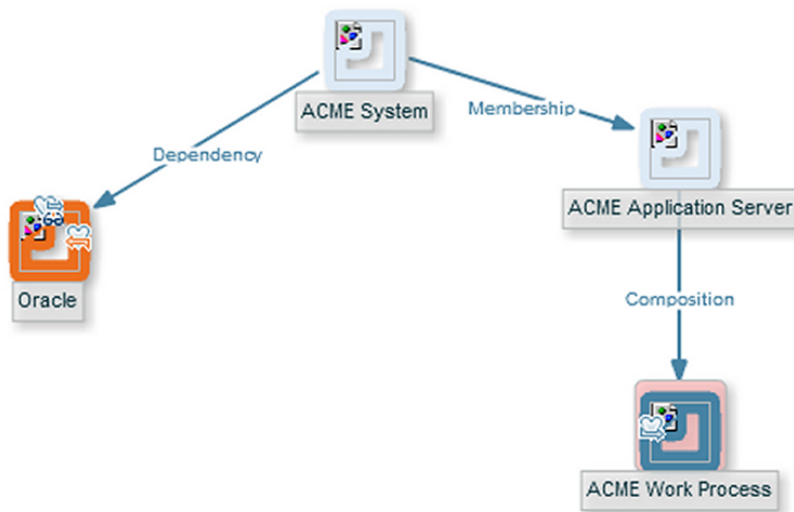 ACME System
Membership
Dependency
ACME Application Server
Oracle
Composition
ACME Work Process